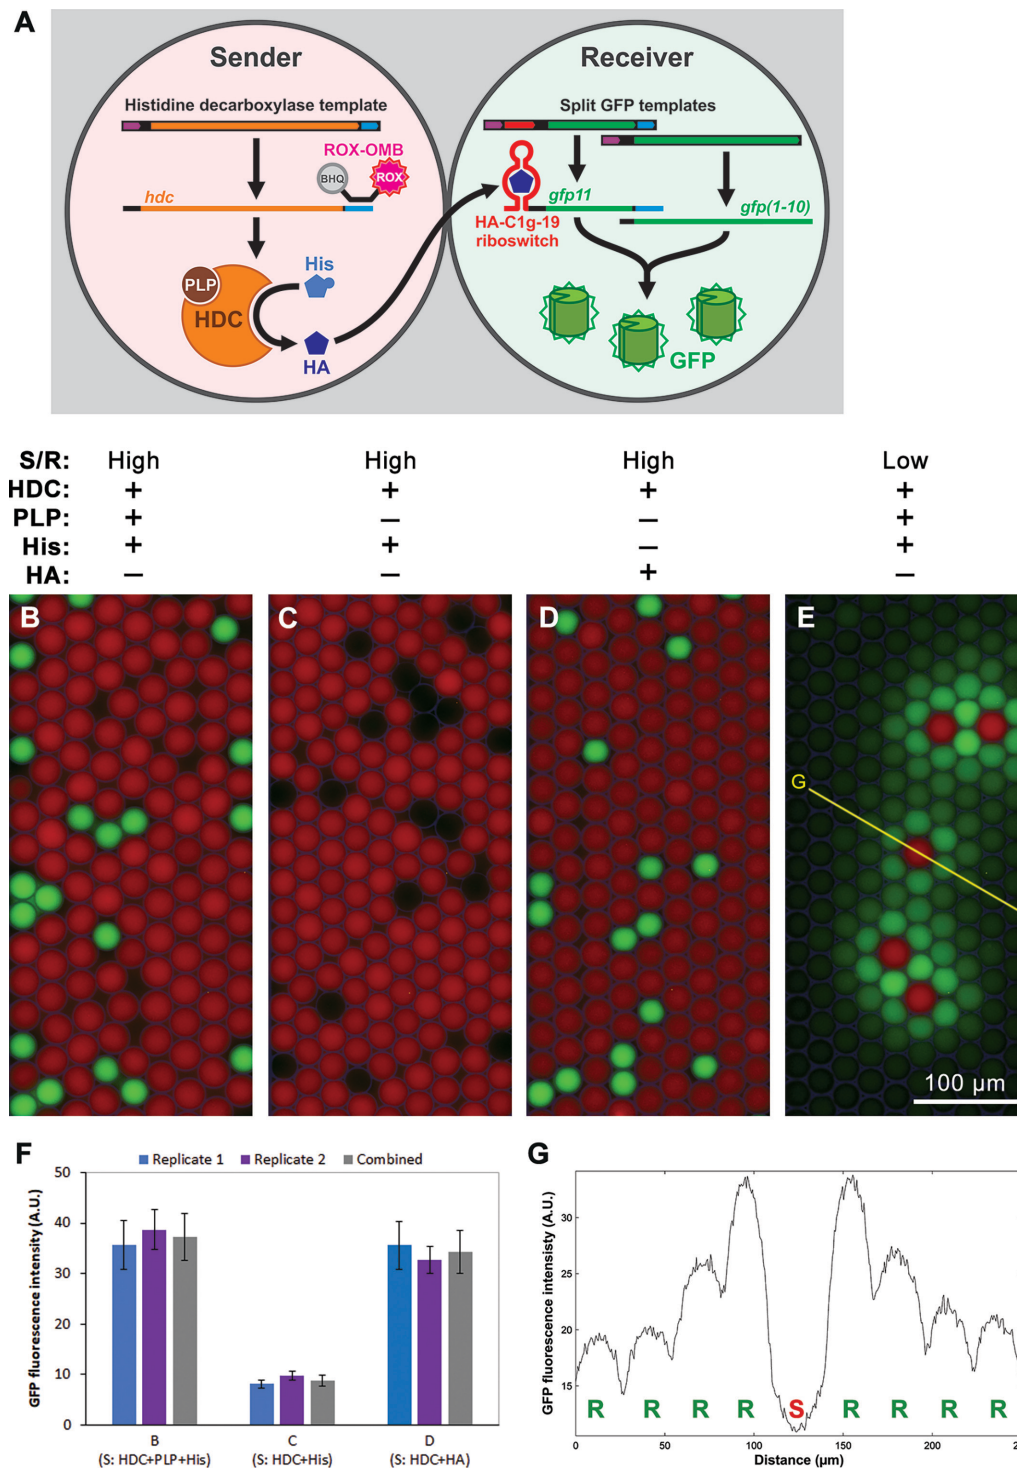 A
Sender
Receiver
Histidine decarboxylase template
Split GFP templates
ROX-OMB
BHQ
ROX
hdc
gfp11
gfp(1-10)
HA-C1g-19
riboswitch
PLP
His
HDC
HA
GFP
S/R: High High High Low
HDC: + + + +
PLP: + – – +
His: + + – +
HA: – – + –
B C D E
G
100 µm
F
Replicate 1 Replicate 2 Combined
GFP fluorescence intensity (A.U.)
50
40
30
20
10
0
B C D
(S: HDC+PLP+His) (S: HDC+His) (S: HDC+HA)
G
GFP fluorescence intensisty (A.U.)
30
25
20
15
R R R R S R R R R
0 50 100 150 200
Distance (µm)